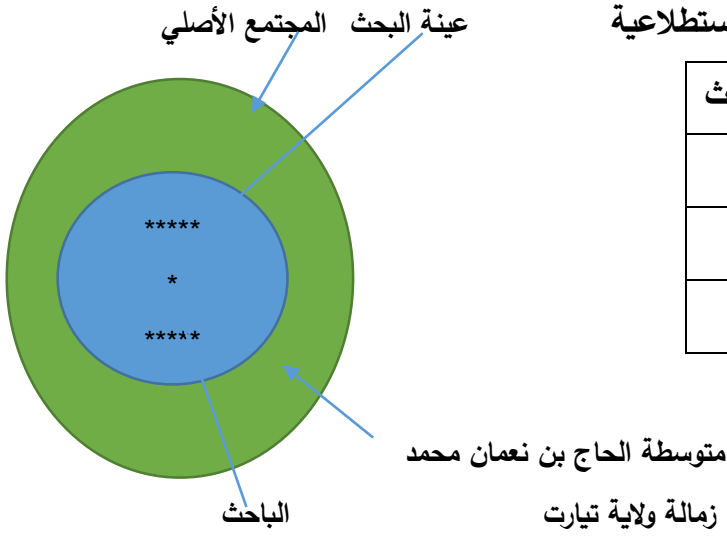 ستطلاعية
عينة البحث المجتمع الأصلي
ث
*****
*
*****
متوسطة الحاج بن نعمان محمد
زمالة ولاية تيارت
الباحث